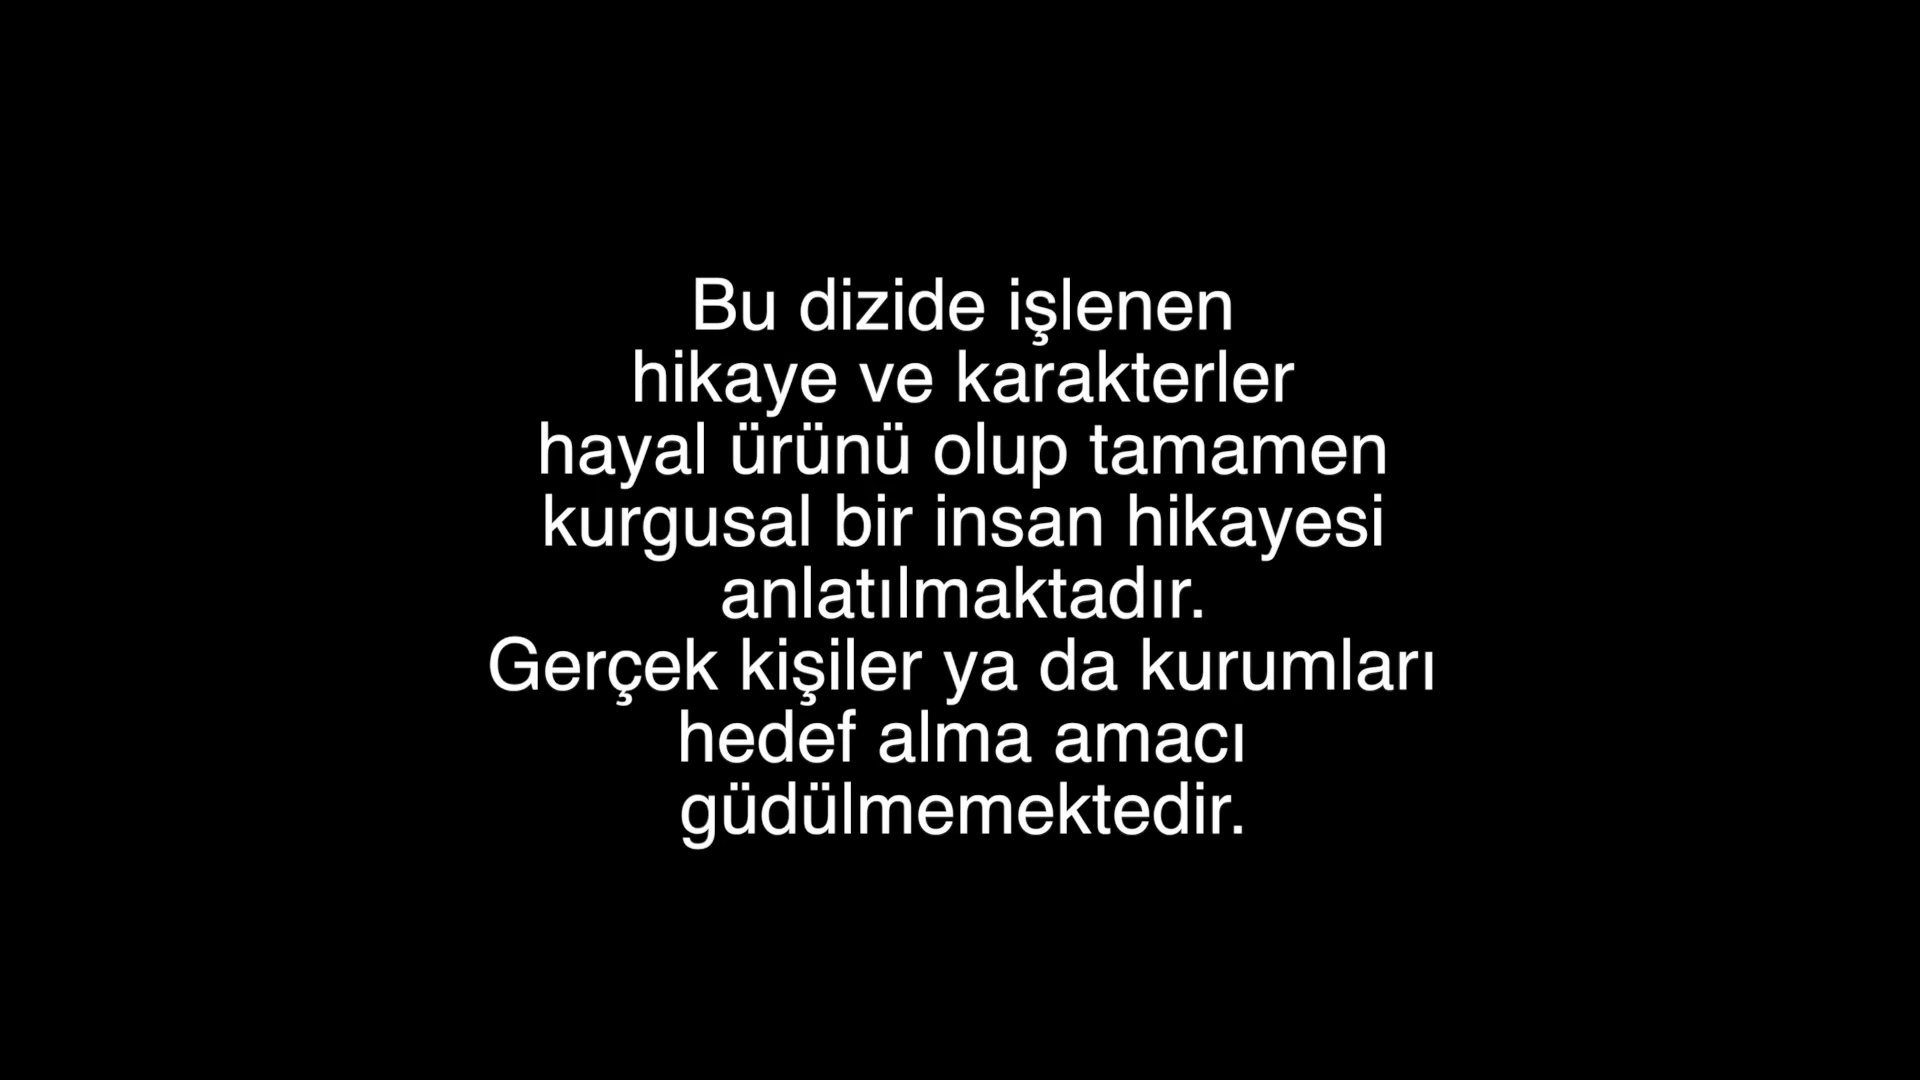 Bu dizide işlenen
hikaye ve karakterler
hayal ürünü olup tamamen
kurgusal bir insan hikayesi
anlatılmaktadır.
Gerçek kişiler ya da kurumları
hedef alma amacı
güdülmemektedir.